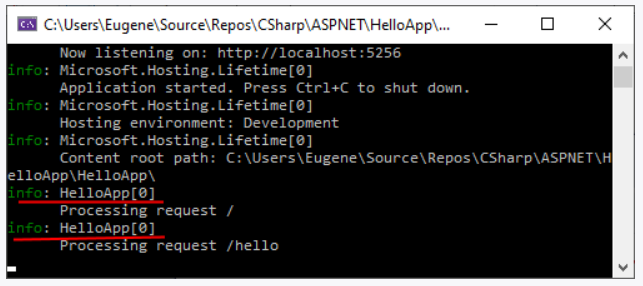 C:\Users\Eugene\Source\Repos\CSharp\ASPNET\HelloApp\...
Now listening on: http://localhost:5256
info: Microsoft.Hosting.Lifetime[0]
Application started. Press Ctrl+C to shut down.
info: Microsoft.Hosting.Lifetime[0]
Hosting environment: Development
info: Microsoft.Hosting.Lifetime[0]
Content root path: C:\Users\Eugene\Source\Repos\CSharp\ASPNET\H
elloApp\HelloApp\
info: HelloApp[0]
Processing request /
info: HelloApp[0]
Processing request /hello